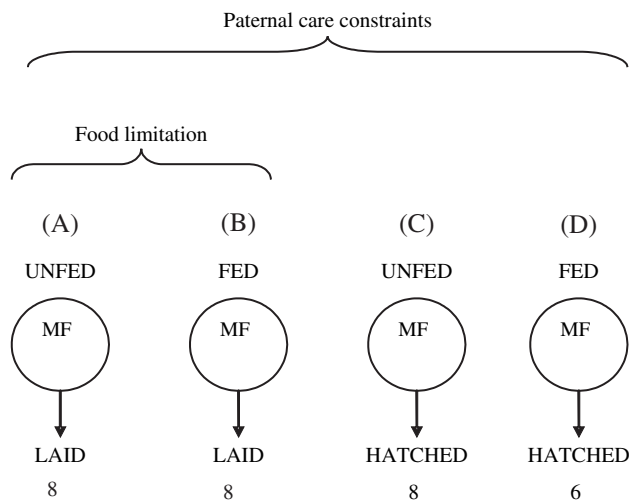 Paternal care constraints
Food limitation
(A) (B) (C) (D)
UNFED FED UNFED FED
MF MF MF MF
LAID LAID HATCHED HATCHED
8 8 8 6